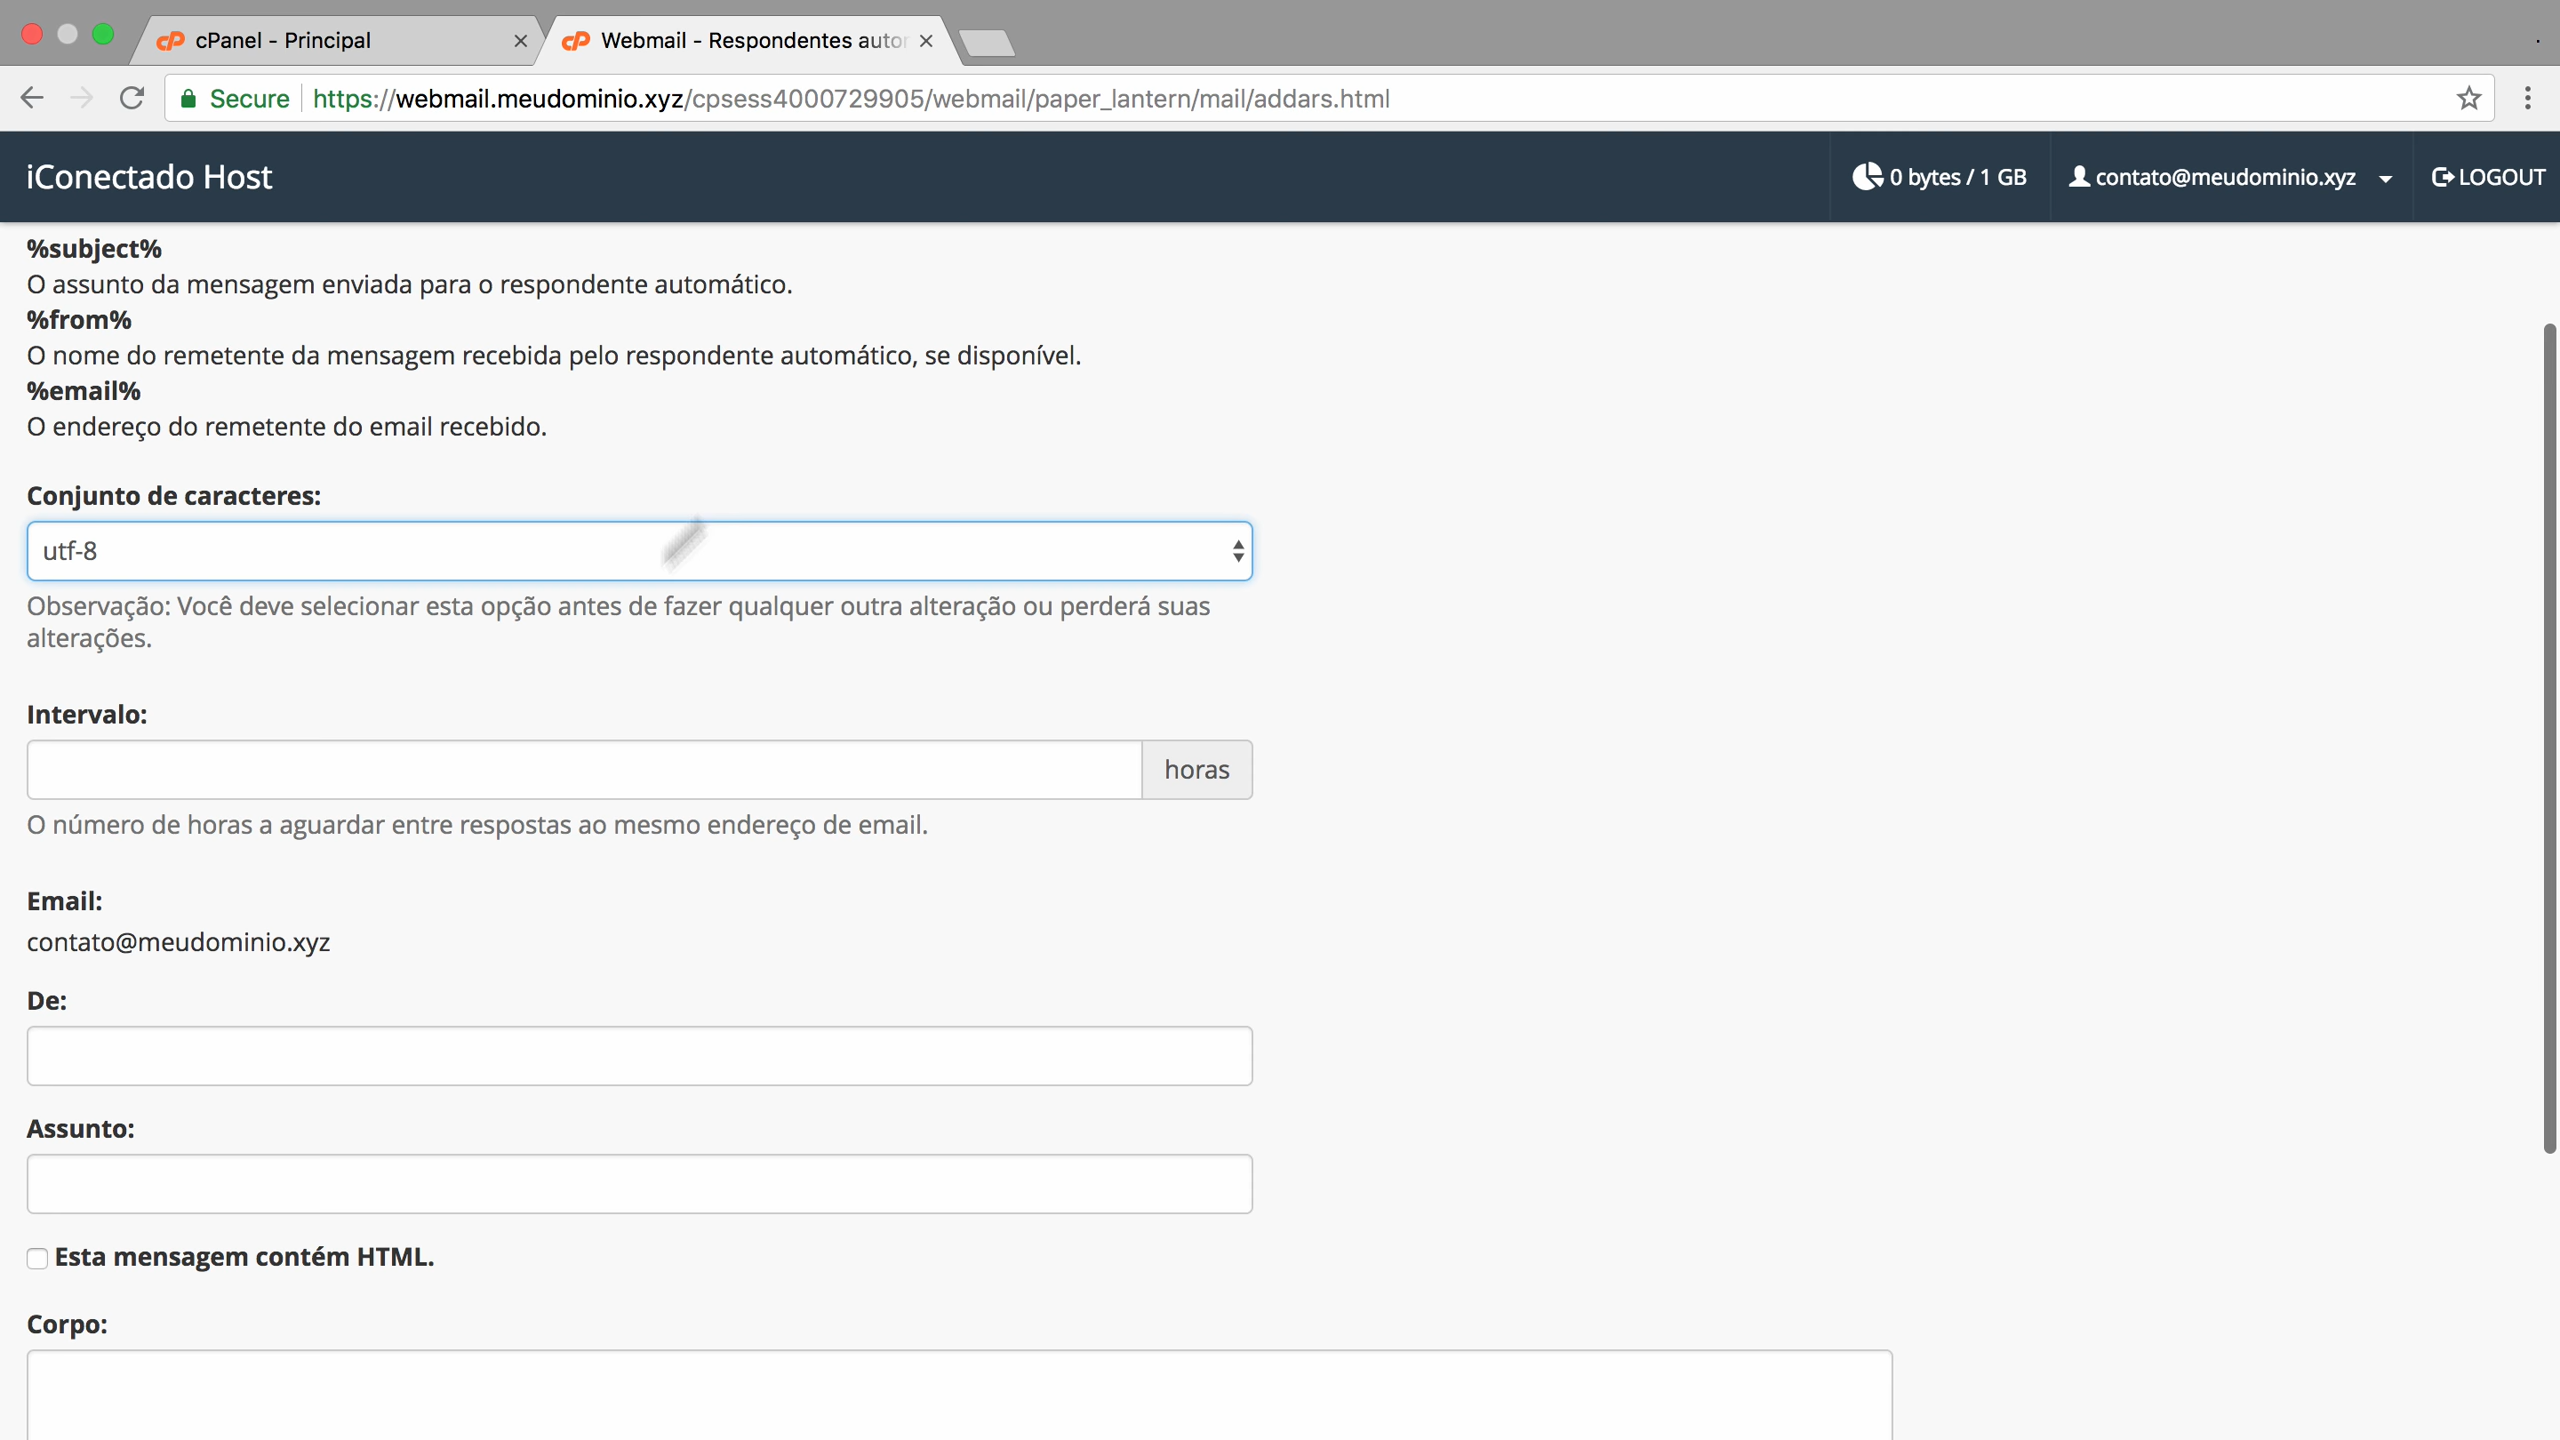 cPanel - Principal
Webmail - Respondentes autor
Secure
https://webmail.meudominio.xyz/cpsess4000729905/webmail/paper_lantern/mail/addars.html
iConectado Host
0 bytes / 1 GB
contato@meudominio.xyz
LOGOUT
%subject%
O assunto da mensagem enviada para o respondente automático.
%from%
O nome do remetente da mensagem recebida pelo respondente automático, se disponível.
%email%
O endereço do remetente do email recebido.
Conjunto de caracteres:
utf-8
Observação: Você deve selecionar esta opção antes de fazer qualquer outra alteração ou perderá suas
alterações.
Intervalo:
horas
O número de horas a aguardar entre respostas ao mesmo endereço de email.
Email:
contato@meudominio.xyz
De:
Assunto:
Esta mensagem contém HTML.
Corpo: